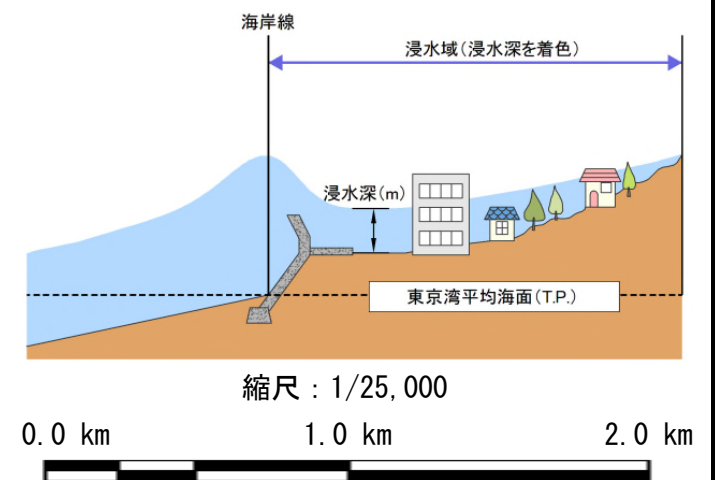 海岸線
浸水域(浸水深を着色)
浸水深(m)
東京湾平均海面(T.P.)
縮尺：1/25,000
0.0 km 1.0 km 2.0 km